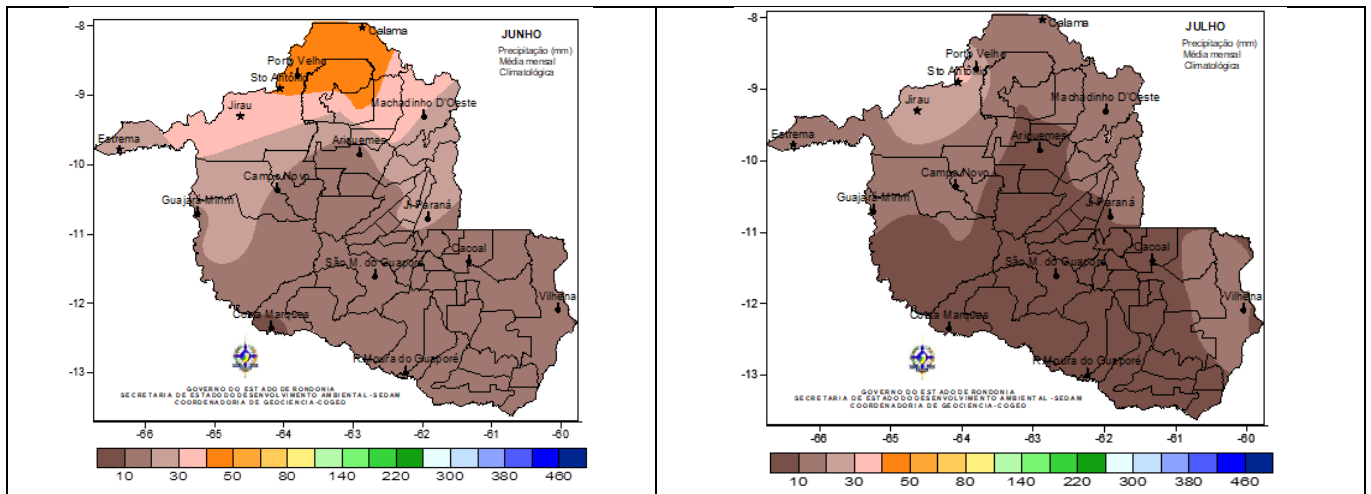 JUNHO
Precipitação (mm)
Média mensal
Climatológica
-8
-9
-10
-11
-12
-13
Calama
Porto Velho
Sto Antônio
Jirau
Machadinho D'Oeste
Extrema
Ariquemes
Campo Novo
Guajará-Mirim
Ji Paraná
Cacoal
São M. do Guaporé
Vilhena
Costa Marques
R.Moura do Guaporé
GOVERNO DO ESTADO DE RONDONIA
SECRETARIA DE ESTADO DO DESENVOLVIMENTO AMBIENTAL -SEDAM
COORDENADORIA DE GEOCIENCIA-COGEO
-66 -65 -64 -63 -62 -61 -60
10 30 50 80 140 220 300 380 460
JULHO
Precipitação (mm)
Média mensal
Climatológica
-8
-9
-10
-11
-12
-13
Calama
Porto Velho
Sto Antônio
Jirau
Machadinho D'Oeste
Extrema
Ariquemes
Campo Novo
Guajará-Mirim
Ji Paraná
Cacoal
São M. do Guaporé
Vilhena
Costa Marques
R.Moura do Guaporé
GOVERNO DO ESTADO DE RONDONIA
SECRETARIA DE ESTADO DO DESENVOLVIMENTO AMBIENTAL -SEDAM
COORDENADORIA DE GEOCIENCIA-COGEO
-66 -65 -64 -63 -62 -61 -60
10 30 50 80 140 220 300 380 460